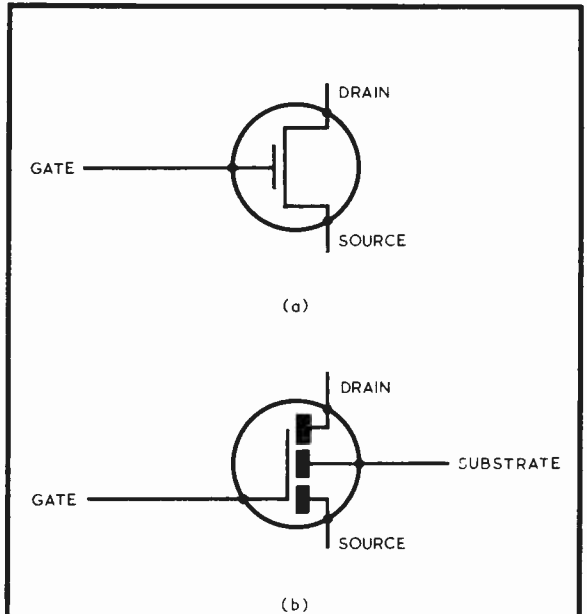 DRAIN
GATE
SOURCE
(a)
DRAIN
SUBSTRATE
GATE
SOURCE
(b)